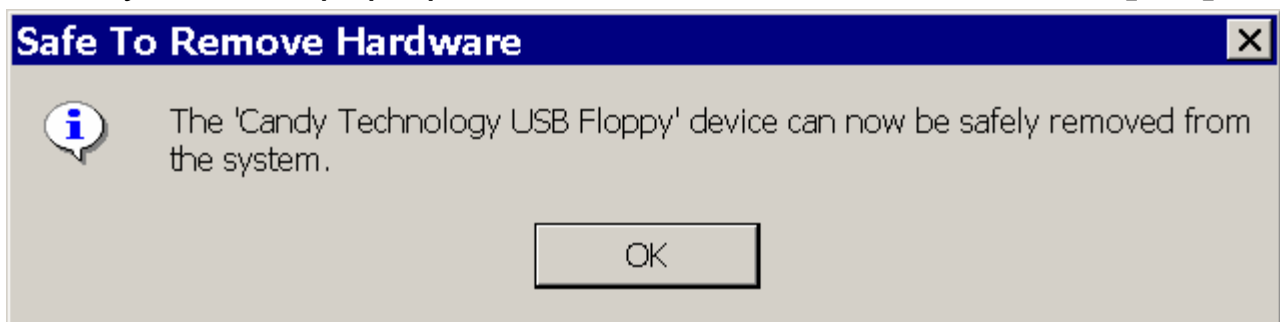 Safe To Remove Hardware
The 'Candy Technology USB Floppy' device can now be safely removed from
the system.
OK